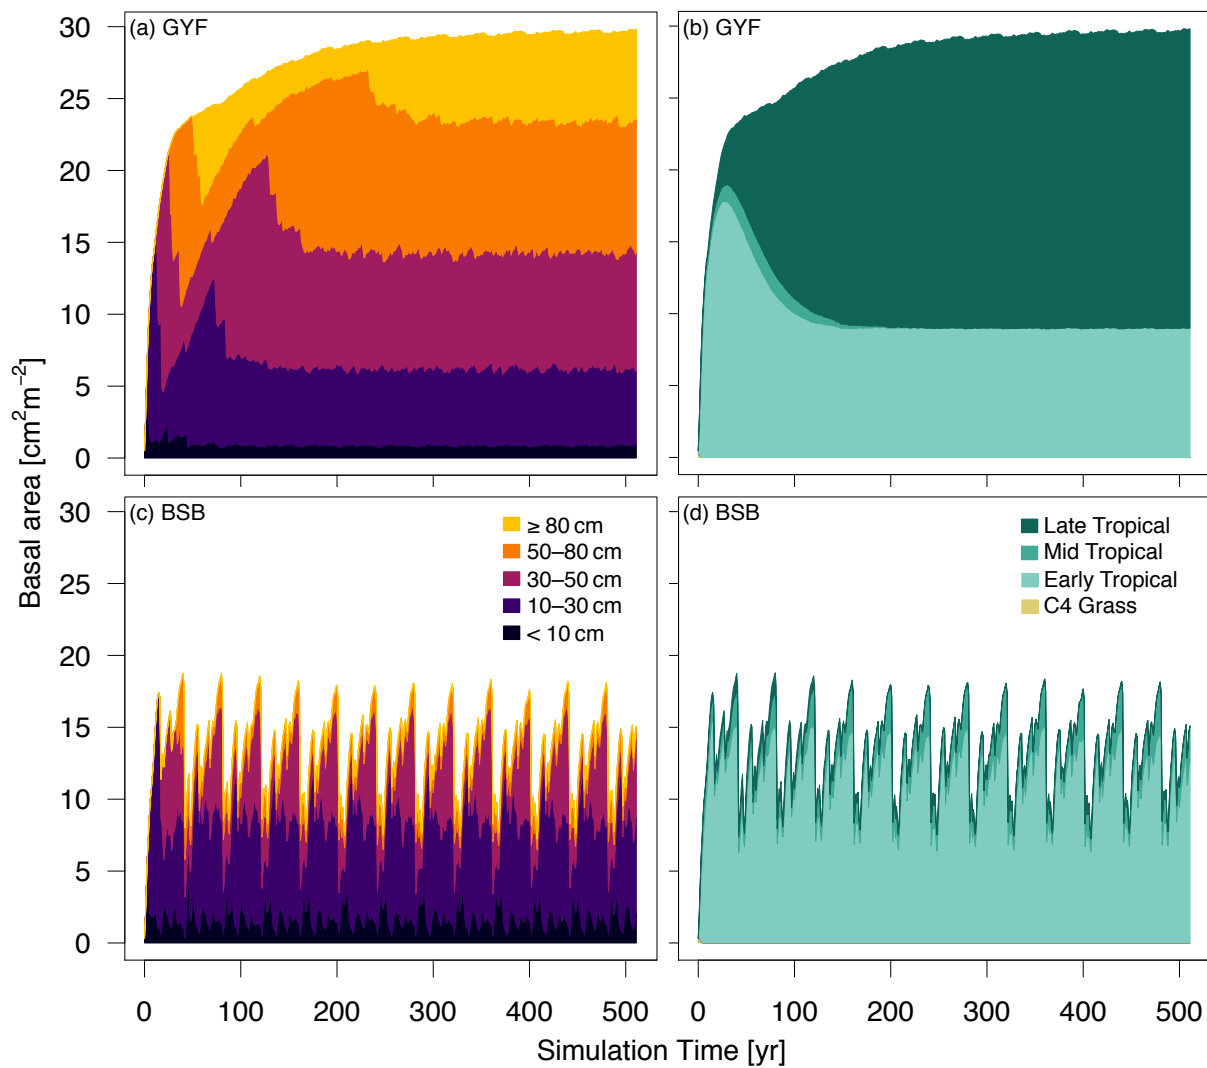 (a) GYF
(b) GYF
30
25
20
15
10
5
0
(c) BSB
≥ 80 cm
50–80 cm
30–50 cm
10–30 cm
< 10 cm
(d) BSB
Late Tropical
Mid Tropical
Early Tropical
C4 Grass
30
25
20
15
10
5
0
Basal area [cm²m⁻²]
0 100 200 300 400 500
0 100 200 300 400 500
Simulation Time [yr]